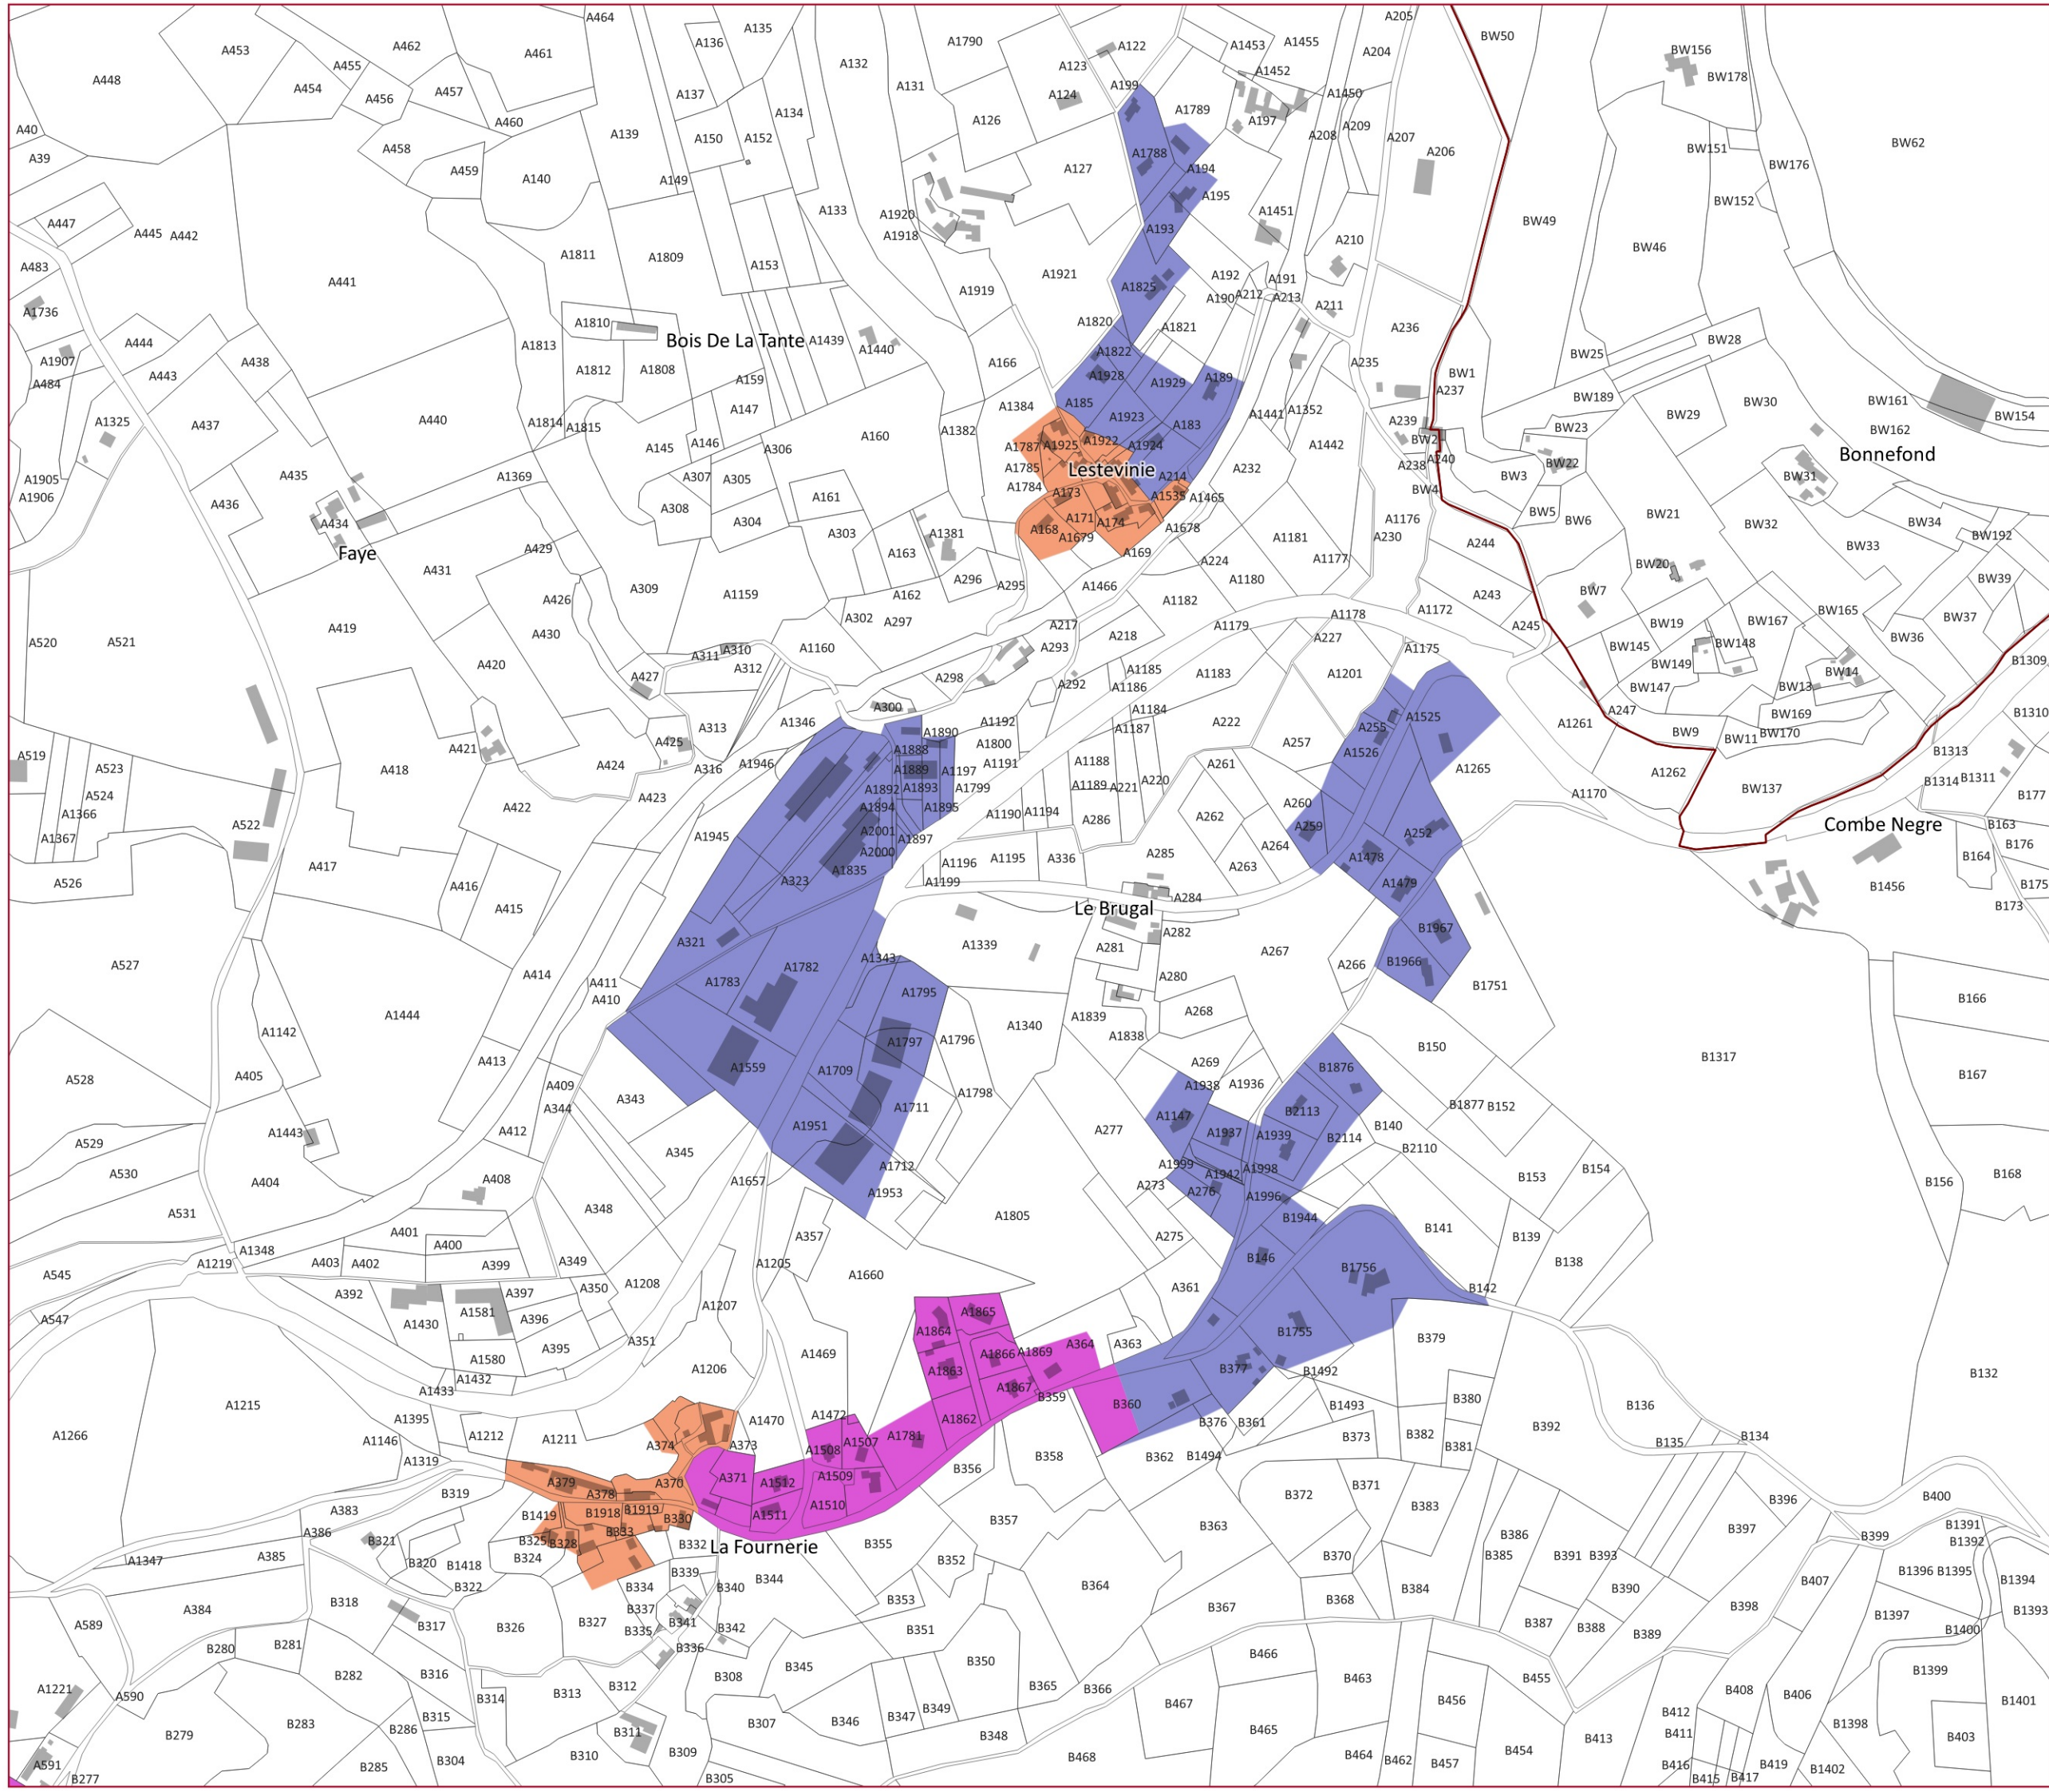 A464
A205
A135
A462
A136
A1790
A122
A1453
A1455
A204
BW50
A453
A461
A123
BW156
A448
A455
A132
A1452
BW178
A454
A456
A457
A137
A131
A124
A199
A1450
A460
A134
A126
A1789
A197
A209
A40
A139
A150
A152
A208
A207
BW62
A39
A458
A1788
A206
BW151
A459
A140
A149
A127
A194
BW176
A195
BW152
A447
A133
A1920
A1451
BW49
A445
A442
A1918
A193
A210
BW46
A483
A1811
A1809
A153
A1921
A192
A191
A441
A1919
A1825
A190
A212
A213
A211
A1736
A1810
A1820
A1821
A236
A444
A1813
Bois De La Tante
A1439
A1440
A1822
BW28
A1907
A438
A166
A235
BW25
A484
A443
A1812
A1808
A159
A1928
A1929
A189
BW1
A237
BW189
A1384
A185
A1441
A1352
BW161
BW30
A1325
A437
A440
A1814
A1815
A147
A1923
A183
A239
BW29
BW154
BW23
BW162
A145
A146
A306
A160
A1382
A1787
A1925
A1922
A1924
A1442
BW2
A240
Bonnefond
A1905
A435
A1369
A307
A305
Lestevinie
A1785
A214
A232
A238
BW22
BW3
BW31
A1906
A436
A308
A161
A1784
A173
A1535
A1465
BW4
BW5
BW6
BW21
A434
A304
A303
A1381
A168
A171
A174
A1678
A1176
BW32
BW34
BW192
Faye
A429
A163
A1679
A169
A1181
A230
A244
BW33
A431
A224
A1177
BW20
A309
A1159
A296
A295
A1466
A1180
BW7
BW39
A426
A162
A1182
A243
A302
A297
A1178
A1172
BW165
BW37
A520
A521
A419
A430
A217
A218
A1179
A227
A245
BW19
BW167
BW36
A420
A311
A310
A312
A1160
A293
A1175
BW145
BW148
B1309
A427
A298
A292
A1185
A1183
A1201
BW149
BW14
A1186
BW147
BW13
A300
A313
A1346
A1192
A1184
A222
A255
A1525
A1261
A247
BW169
B1310
A425
A1890
A1187
A257
BW9
BW11
BW170
A421
A1888
A1800
A1526
B1313
A519
A523
A418
A424
A316
A1946
A1889
A1197
A1191
A1188
A261
A1265
A1262
B1314
B1311
A524
A422
A423
A1892
A1893
A1799
A1189
A221
A220
A1170
BW137
B177
A1366
A1894
A1895
A1190
A1194
A286
A260
A262
A259
A252
Combe Negre
B163
A1367
A522
A1945
A2001
A1897
A264
A1478
B176
A417
A2000
A1196
A1195
A336
A285
A263
B164
A526
A416
A323
A1835
A1199
A1479
B1456
B175
A415
Le Brugal
A284
B173
A321
A282
B1967
A1339
A281
A267
A527
A1343
A1782
A266
B1966
A414
A411
A1783
A280
B1751
A410
A1795
A268
B166
A1444
A1839
A1142
A1340
A1838
A1796
A1797
B150
B1317
A413
A269
A1559
A1709
B1876
B167
A528
A405
A409
A1938
A1936
A344
A343
A1798
B1877
B152
A1711
A1147
B2113
A1443
A412
A1951
A277
A1937
A1939
B2114
B140
A529
A345
B2110
A1712
A1999
A1942
A1998
B153
B154
A530
A404
A408
A1657
A1953
A273
A276
B156
B168
A1996
A531
A348
A1805
B1944
B141
A401
A400
A357
A275
B139
A1348
A1219
A403
A402
A399
A349
A1205
B146
B1756
B138
A545
A1660
A392
A397
A350
A1208
A361
B142
A547
A1430
A1581
A396
A1207
A1865
A1864
B1755
A395
A351
A1866
A1869
A364
A363
B379
A1580
A1469
A1863
B377
B1492
B132
A1432
A1206
A1867
A1433
B359
B360
B380
A1215
A1395
A1472
A1862
B376
B361
B1493
B136
A1266
A1470
B392
A1146
A1212
A1211
A374
A373
A1508
A1507
A1781
B373
B382
B381
B135
B134
A1319
B358
B362
B1494
A371
A1512
A1509
B356
A379
A370
B371
B319
A378
B372
B383
B396
B400
A383
B1419
B1918
B1919
B330
A1511
A1510
B357
B363
B386
B397
B399
B1391
A386
B333
B321
B325
B328
B332
La Fournerie
B355
B1392
A1347
A385
B320
B1418
B324
B352
B370
B385
B391
B393
B1396
B1395
B1394
B322
B339
B344
B364
B407
B334
B340
B353
B368
B384
B390
A384
B318
B337
B367
B398
B1397
B1393
A589
B317
B326
B327
B341
B342
B387
B388
B335
B351
B389
B1400
B280
B281
B336
B466
B282
B316
B308
B345
B350
B463
B455
B1399
A1221
A590
B314
B313
B312
B365
B366
B408
B406
B1401
B315
B467
B456
B412
B283
B286
B307
B346
B347
B349
B1398
B279
B311
B348
B465
B411
B403
B309
B468
B464
B462
B454
B413
A591
B285
B304
B310
B457
B416
B419
B1402
B277
B305
B415
B417